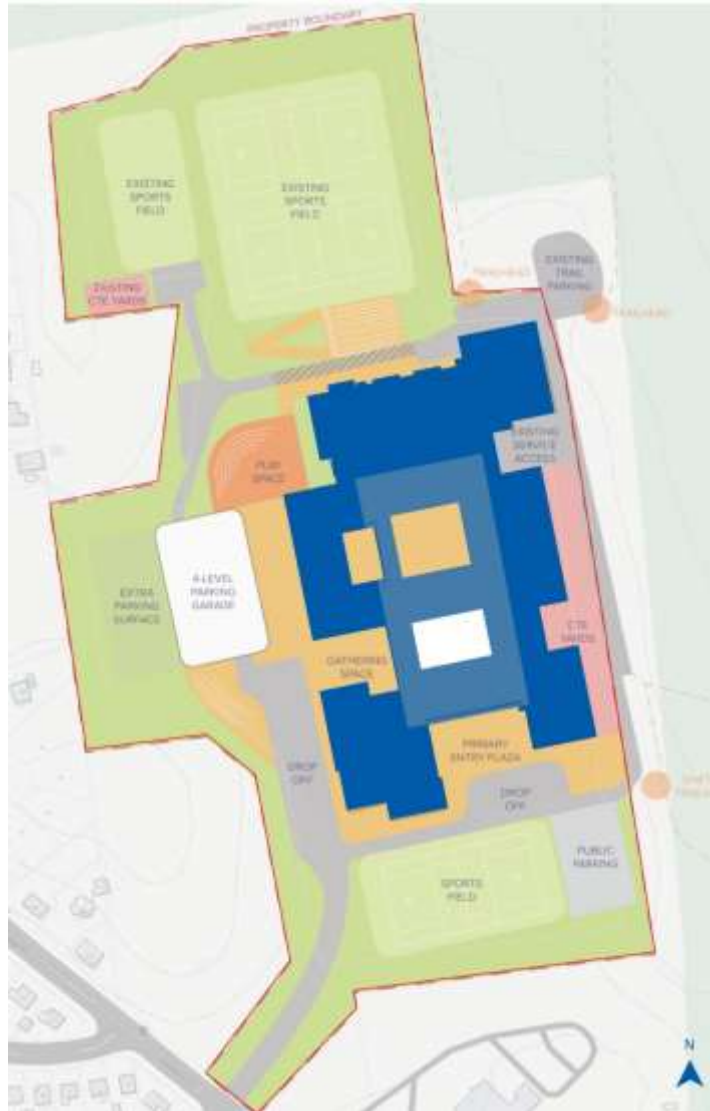 PROPERTY BOUNDARY
EXISTING
SPORTS
FIELD
EXISTING
SPORTS
FIELD
EXISTING
CTE YARDS
TRAILHEAD
EXISTING
TRAIL
PARKING
TRAILHEAD
EXISTING
SERVICE
ACCESS
PLAY
SPACE
EXTRA
PARKING
SURFACE
4-LEVEL
PARKING
GARAGE
CTE
YARDS
GATHERING
SPACE
PRIMARY
ENTRY PLAZA
DROP
OFF
DROP
OFF
PUBLIC
PARKING
SPORTS
FIELD
N